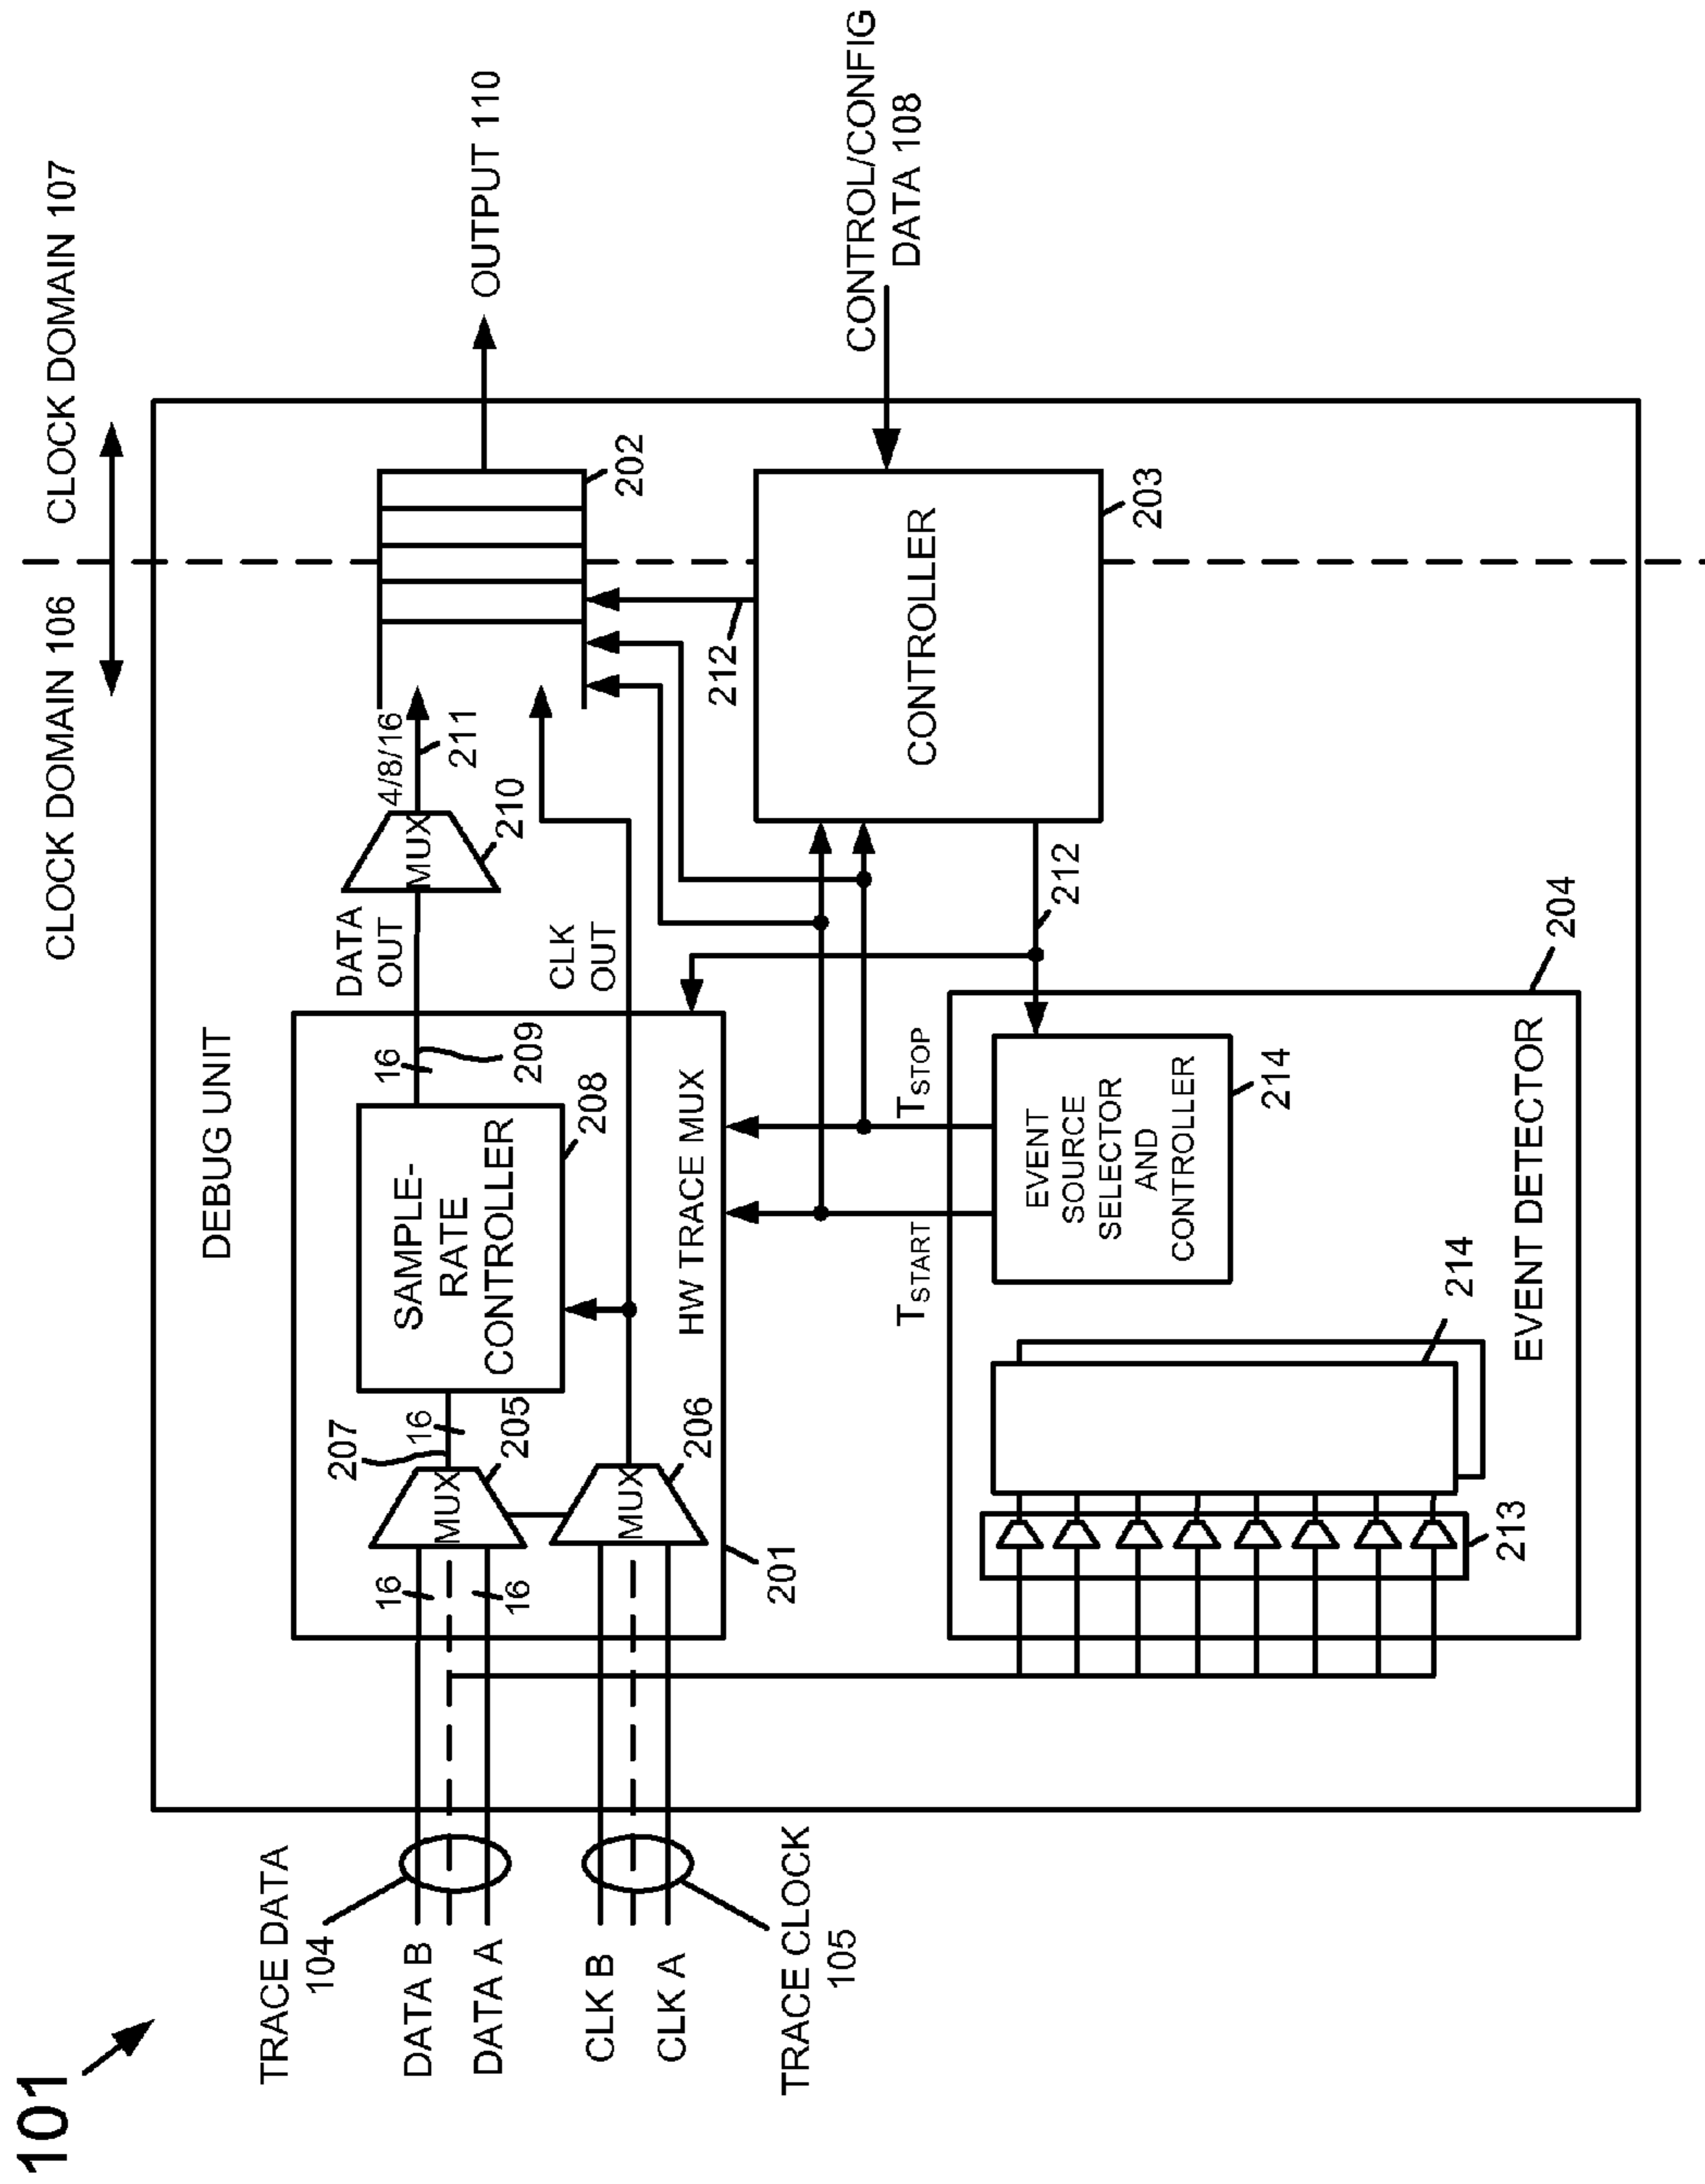 101
CLOCK DOMAIN 106
CLOCK DOMAIN 107
DEBUG UNIT
TRACE DATA
104
DATA B
DATA A
CLK B
CLK A
TRACE CLOCK
105
16
16
MUX
205
207
16
MUX
206
201
SAMPLE-
RATE
CONTROLLER
208
16
209
HW TRACE MUX
DATA
OUT
CLK
OUT
MUX
210
4/8/16
211
202
OUTPUT 110
212
CONTROLLER
203
CONTROL/CONFIG
DATA 108
212
TSTART
TSTOP
213
214
EVENT
SOURCE
SELECTOR
AND
CONTROLLER
214
EVENT DETECTOR
204